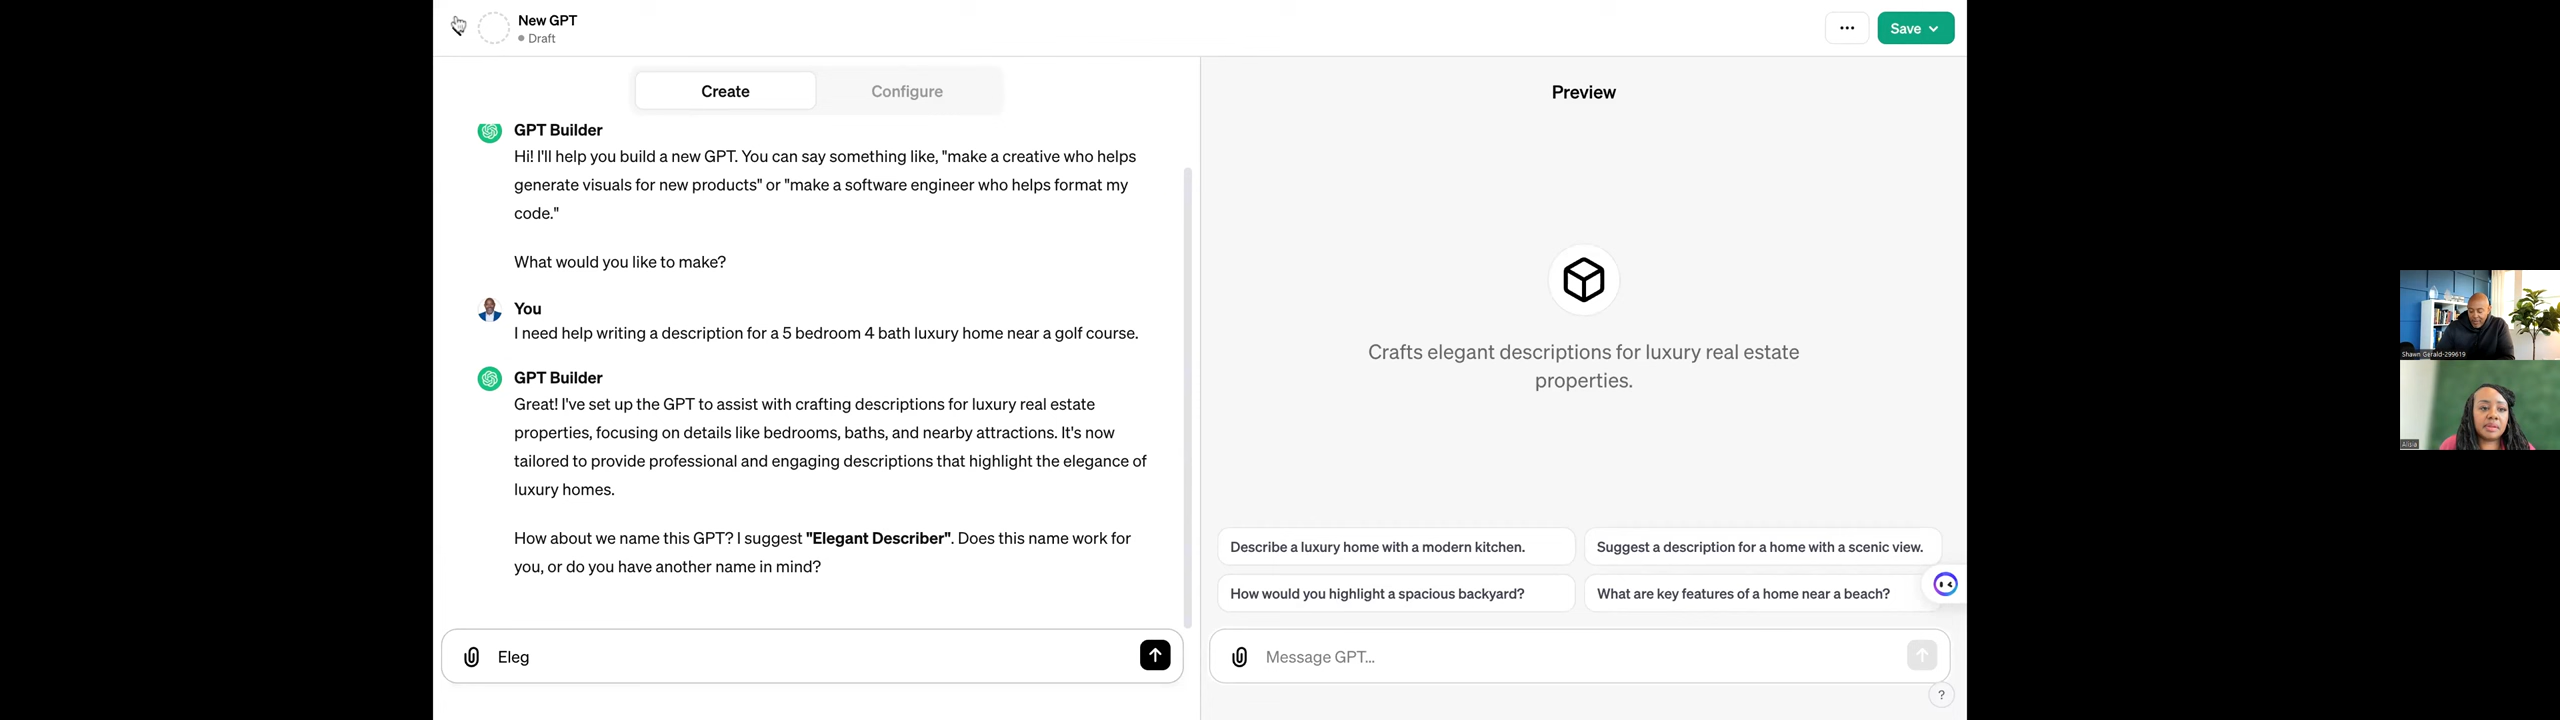 New GPT
Draft
Save
Create
Configure
GPT Builder
Hi! I'll help you build a new GPT. You can say something like, "make a creative who helps
generate visuals for new products" or "make a software engineer who helps format my
code."
What would you like to make?
You
I need help writing a description for a 5 bedroom 4 bath luxury home near a golf course.
GPT Builder
Great! I've set up the GPT to assist with crafting descriptions for luxury real estate
properties, focusing on details like bedrooms, baths, and nearby attractions. It's now
tailored to provide professional and engaging descriptions that highlight the elegance of
luxury homes.
How about we name this GPT? I suggest "Elegant Describer". Does this name work for
you, or do you have another name in mind?
Eleg
Preview
Crafts elegant descriptions for luxury real estate
properties.
Describe a luxury home with a modern kitchen.
Suggest a description for a home with a scenic view.
How would you highlight a spacious backyard?
What are key features of a home near a beach?
Message GPT...
?
Shawn Gerald-299619
Alisia